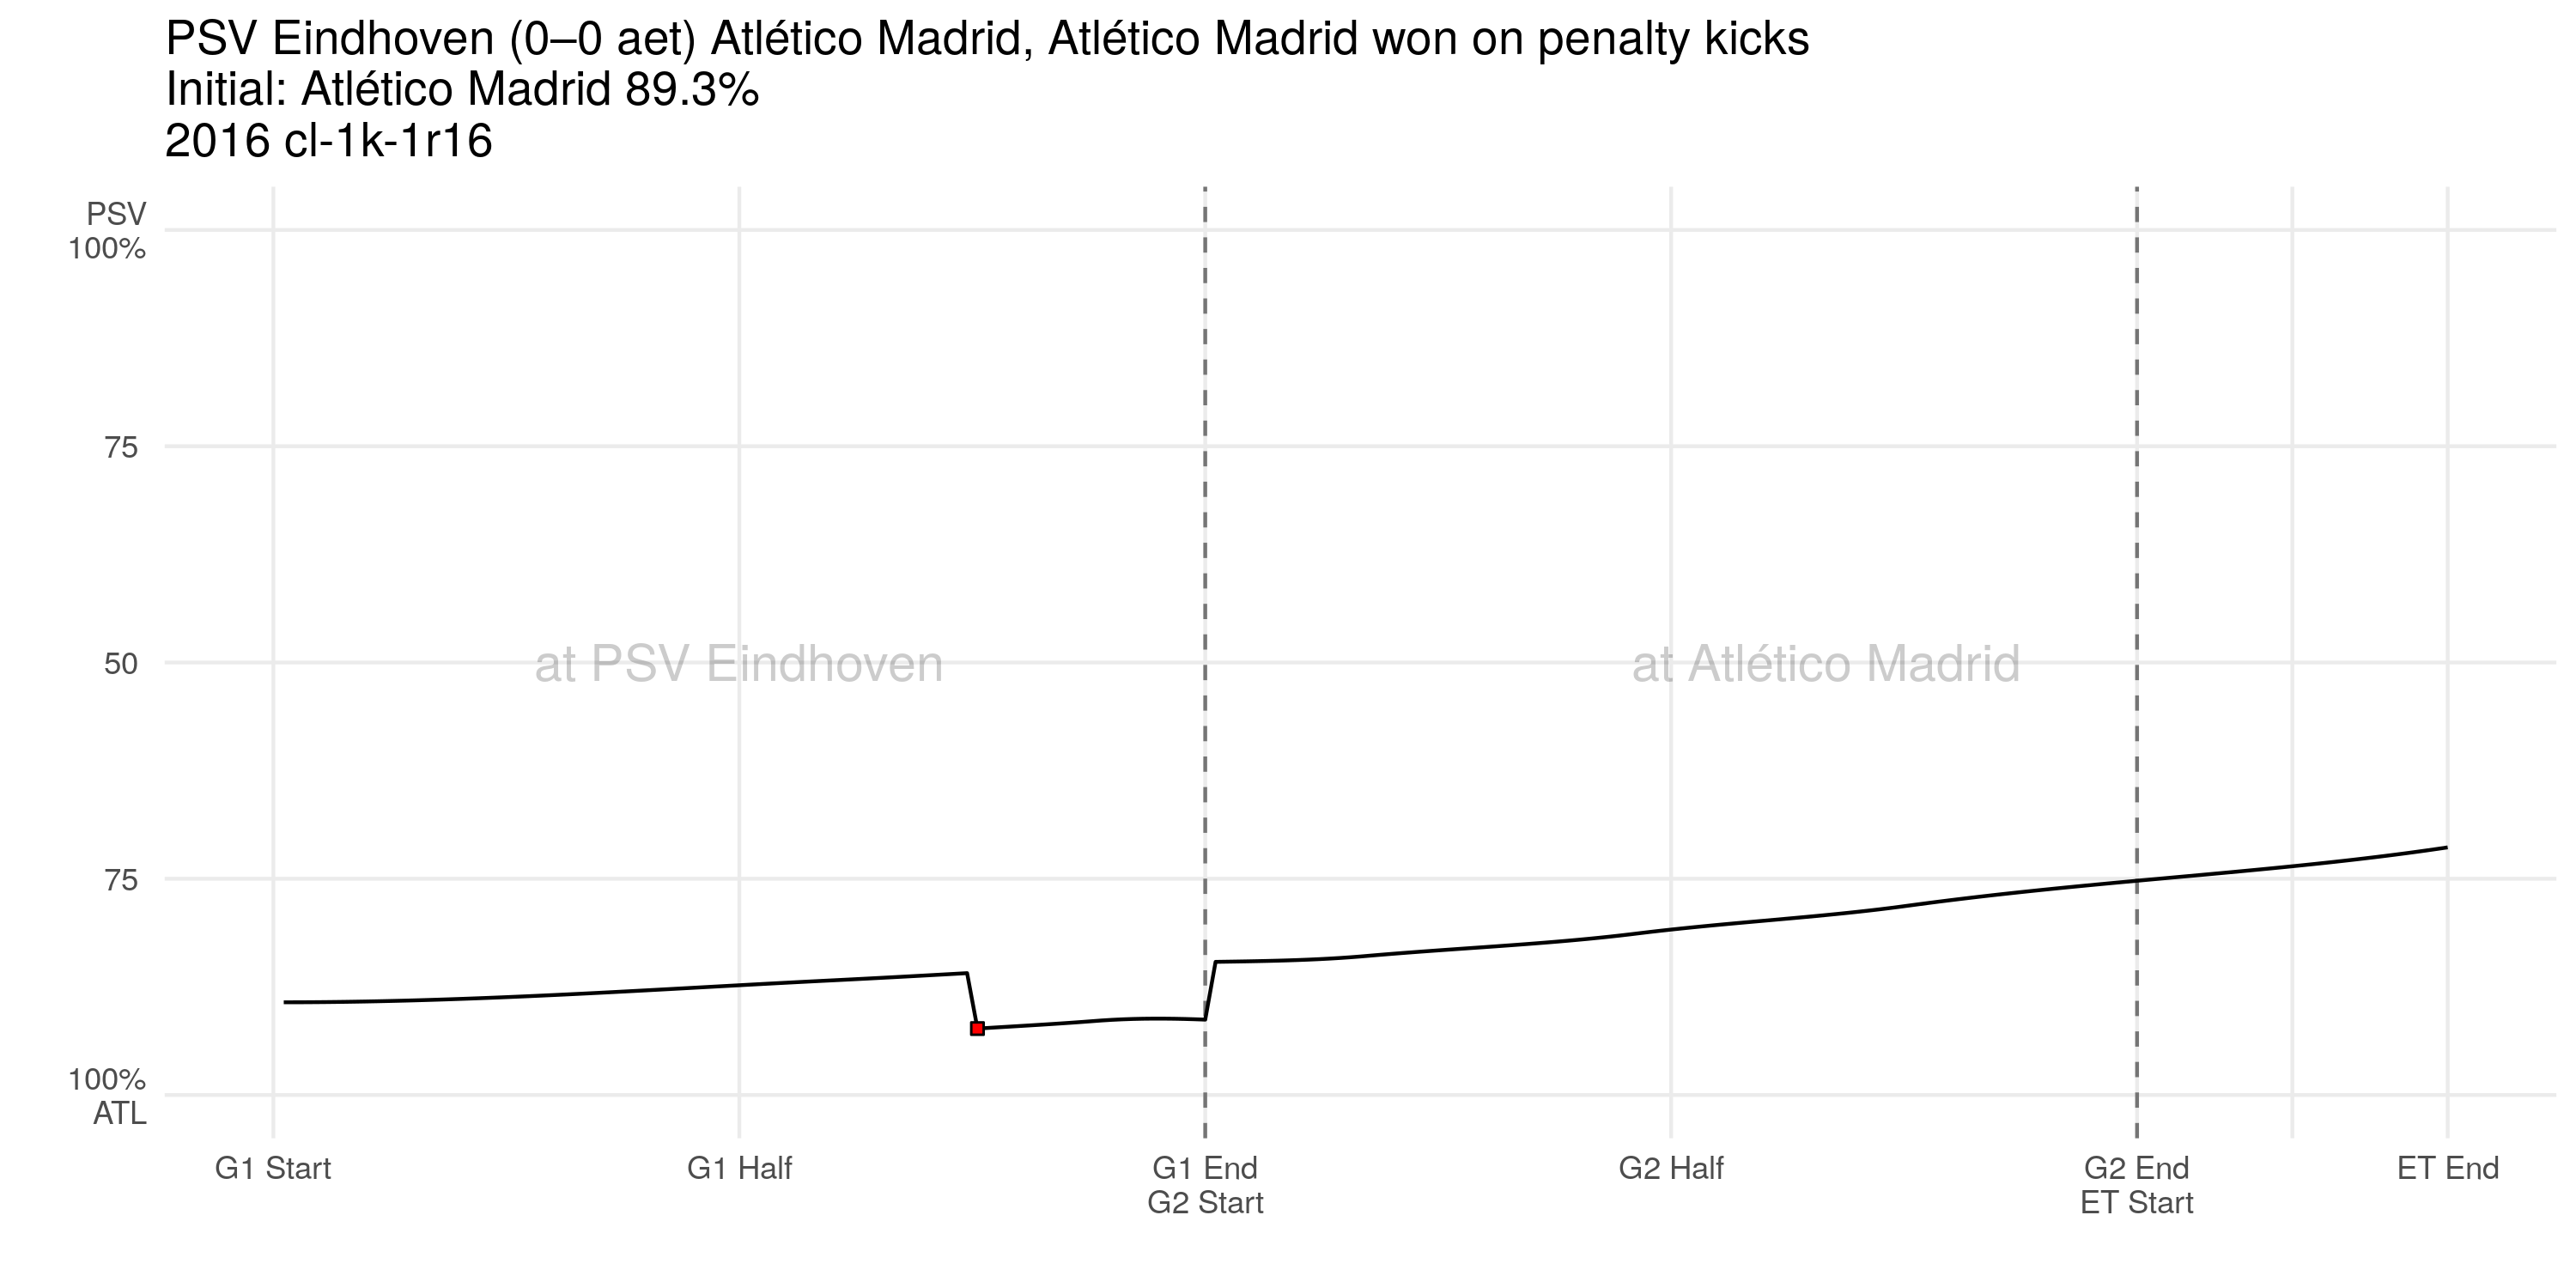 PSV Eindhoven (0–0 aet) Atlético Madrid, Atlético Madrid won on penalty kicks
Initial: Atlético Madrid 89.3%
2016 cl-1k-1r16
PSV
100%
75
50
75
100%
ATL
at PSV Eindhoven
at Atlético Madrid
G1 Start
G1 Half
G1 End
G2 Start
G2 Half
G2 End
ET Start
ET End